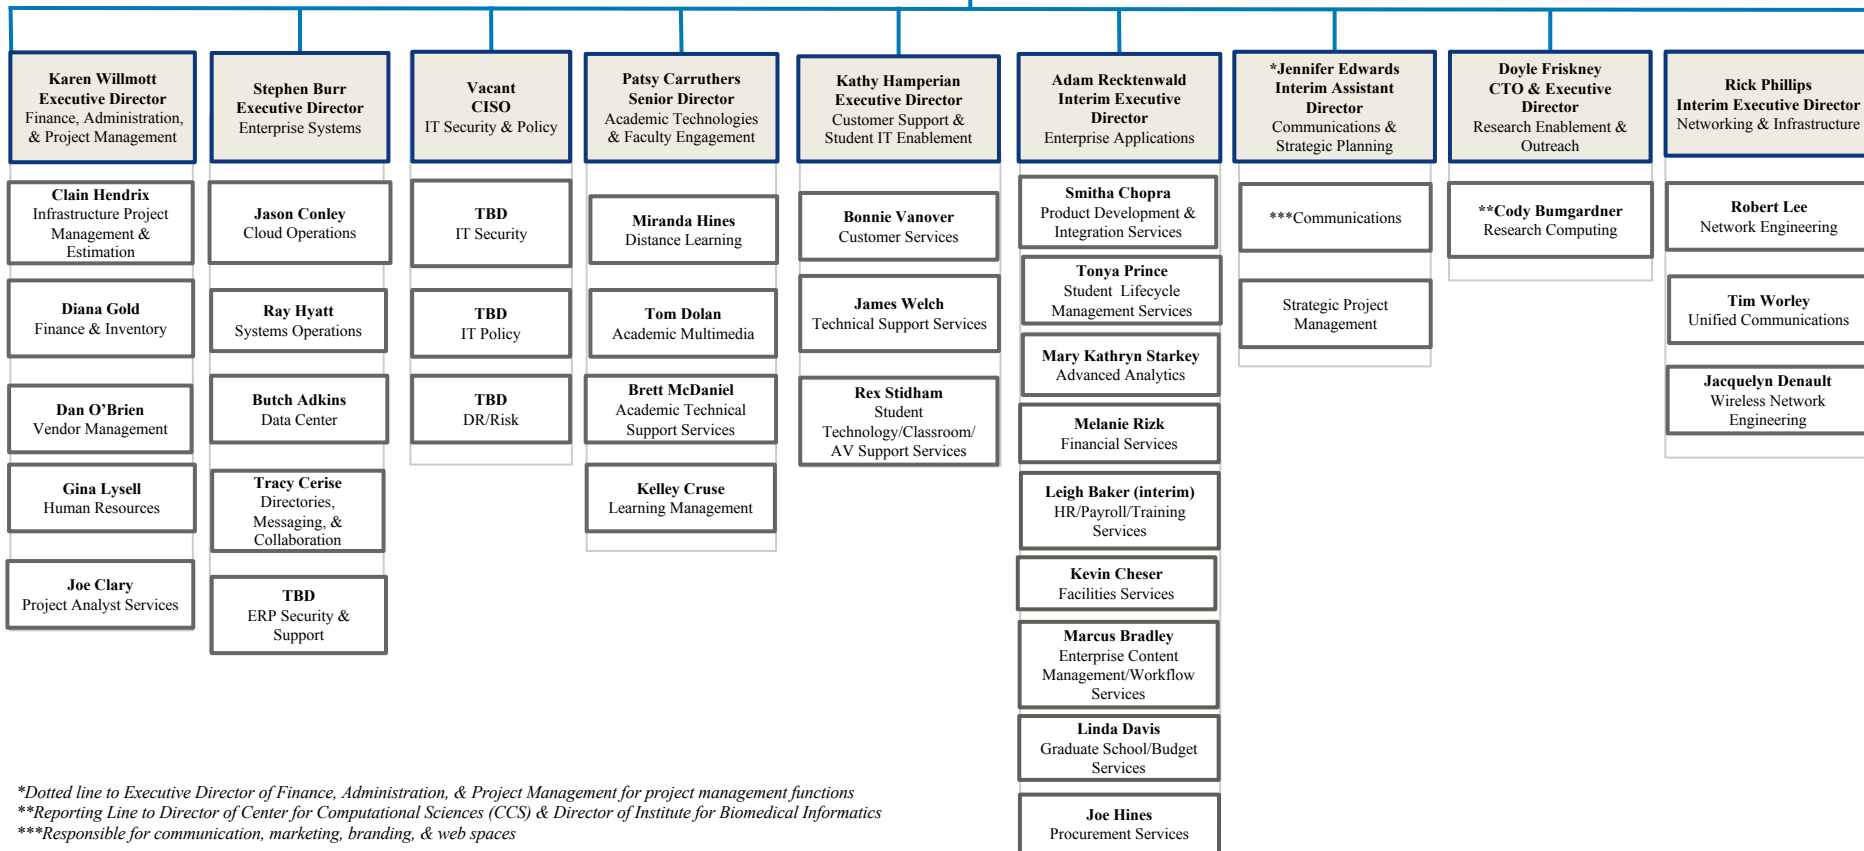 Karen Willmott
Executive Director
Finance, Administration,
& Project Management
Clain Hendrix
Infrastructure Project
Management &
Estimation
Diana Gold
Finance & Inventory
Dan O’Brien
Vendor Management
Gina Lysell
Human Resources
Joe Clary
Project Analyst Services
Stephen Burr
Executive Director
Enterprise Systems
Jason Conley
Cloud Operations
Ray Hyatt
Systems Operations
Butch Adkins
Data Center
Tracy Cerise
Directories,
Messaging, &
Collaboration
TBD
ERP Security &
Support
Vacant
CISO
IT Security & Policy
TBD
IT Security
TBD
IT Policy
TBD
DR/Risk
Patsy Carruthers
Senior Director
Academic Technologies
& Faculty Engagement
Miranda Hines
Distance Learning
Tom Dolan
Academic Multimedia
Brett McDaniel
Academic Technical
Support Services
Kelley Cruse
Learning Management
Kathy Hamperian
Executive Director
Customer Support &
Student IT Enablement
Bonnie Vanover
Customer Services
James Welch
Technical Support Services
Rex Stidham
Student
Technology/Classroom/
AV Support Services
Adam Recktenwald
Interim Executive
Director
Enterprise Applications
Smitha Chopra
Product Development &
Integration Services
Tonya Prince
Student Lifecycle
Management Services
Mary Kathryn Starkey
Advanced Analytics
Melanie Rizk
Financial Services
Leigh Baker (interim)
HR/Payroll/Training
Services
Kevin Cheser
Facilities Services
Marcus Bradley
Enterprise Content
Management/Workflow
Services
Linda Davis
Graduate School/Budget
Services
Joe Hines
Procurement Services
*Jennifer Edwards
Interim Assistant
Director
Communications &
Strategic Planning
***Communications
Strategic Project
Management
Doyle Friskney
CTO & Executive
Director
Research Enablement &
Outreach
**Cody Bumgardner
Research Computing
Rick Phillips
Interim Executive Director
Networking & Infrastructure
Robert Lee
Network Engineering
Tim Worley
Unified Communications
Jacquelyn Denault
Wireless Network
Engineering
*Dotted line to Executive Director of Finance, Administration, & Project Management for project management functions
**Reporting Line to Director of Center for Computational Sciences (CCS) & Director of Institute for Biomedical Informatics
***Responsible for communication, marketing, branding, & web spaces